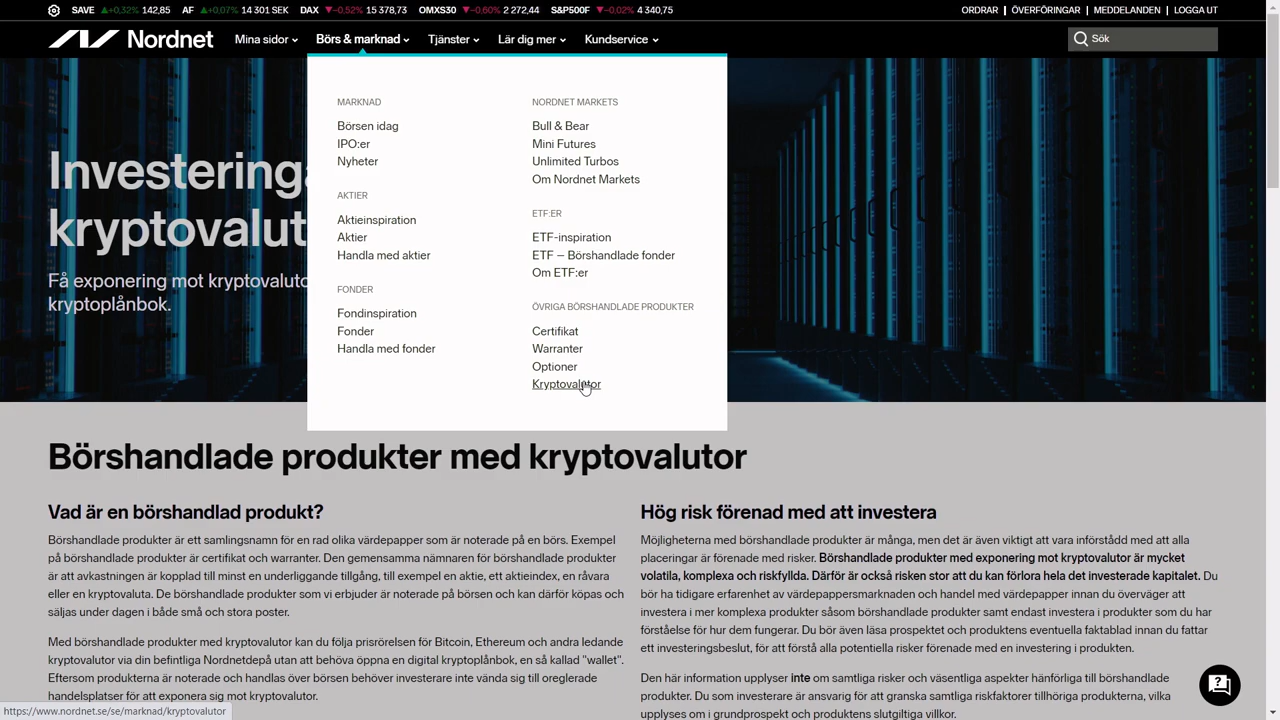 SAVE +0,32% 142,85 AF +0,07% 14 301 SEK DAX −0,52% 15 378,73 OMXS30 −0,60% 2 272,44 S&P500F −0,02% 4 340,75 ORDRAR ÖVERFÖRINGAR MEDDELANDEN LOGGA UT
Nordnet Mina sidor Börs & marknad Tjänster Lär dig mer Kundservice Sök
Investering
kryptovalut
Få exponering mot kryptovaluto
kryptoplånbok.
MARKNAD
Börsen idag
IPO:er
Nyheter
AKTIER
Aktieinspiration
Aktier
Handla med aktier
FONDER
Fondinspiration
Fonder
Handla med fonder
NORDNET MARKETS
Bull & Bear
Mini Futures
Unlimited Turbos
Om Nordnet Markets
ETF:ER
ETF-inspiration
ETF – Börshandlade fonder
Om ETF:er
ÖVRIGA BÖRSHANDLADE PRODUKTER
Certifikat
Warranter
Optioner
Kryptovalutor
Börshandlade produkter med kryptovalutor
Vad är en börshandlad produkt?
Börshandlade produkter är ett samlingsnamn för en rad olika värdepapper som är noterade på en börs. Exempel
på börshandlade produkter är certifikat och warranter. Den gemensamma nämnaren för börshandlade produkter
är att avkastningen är kopplad till minst en underliggande tillgång, till exempel en aktie, ett aktieindex, en råvara
eller en kryptovaluta. De börshandlade produkter som vi erbjuder är noterade på börsen och kan därför köpas och
säljas under dagen i både små och stora poster.
Med börshandlade produkter med kryptovalutor kan du följa prisrörelsen för Bitcoin, Ethereum och andra ledande
kryptovalutor via din befintliga Nordnetdepå utan att behöva öppna en digital kryptoplånbok, en så kallad "wallet".
Eftersom produkterna är noterade och handlas över börsen behöver investerare inte vända sig till oreglerade
handelsplatser för att exponera sig mot kryptovalutor.
Hög risk förenad med att investera
Möjligheterna med börshandlade produkter är många, men det är även viktigt att vara införstådd med att alla
placeringar är förenade med risker. Börshandlade produkter med exponering mot kryptovalutor är mycket
volatila, komplexa och riskfyllda. Därför är också risken stor att du kan förlora hela det investerade kapitalet. Du
bör ha tidigare erfarenhet av värdepappersmarknaden och handel med värdepapper innan du överväger att
investera i mer komplexa produkter såsom börshandlade produkter samt endast investera i produkter som du har
förståelse för hur dem fungerar. Du bör även läsa prospektet och produktens eventuella faktablad innan du fattar
ett investeringsbeslut, för att förstå alla potentiella risker förenade med en investering i produkten.
Den här information upplyser inte om samtliga risker och väsentliga aspekter hänförliga till börshandlade
produkter. Du som investerare är ansvarig för att granska samtliga riskfaktorer tillhöriga produkterna, vilka
upplyses om i grundprospekt och produktens slutgiltiga villkor.
https://www.nordnet.se/se/marknad/kryptovalutor